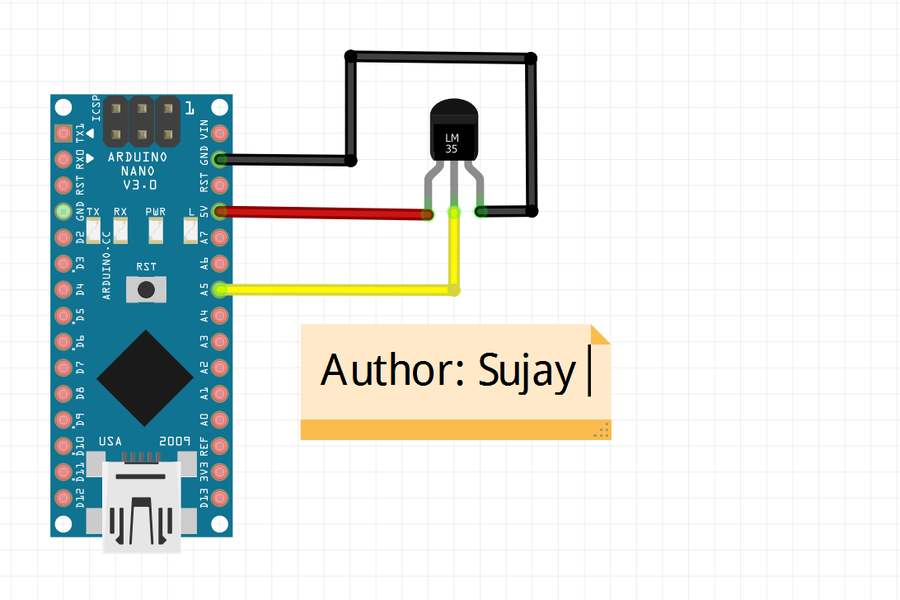 ICSP
1
TX1
RX0
RST
GND
D2
D3
D4
D5
D6
D7
D8
D9
D10
D11
D12
ARDUINO
NANO
V3.0
TX RX PWR L
ARDUINO.CC
RST
USA 2009
VIN
GND
RST
5V
A7
A6
A5
A4
A3
A2
A1
A0
REF
3V3
D13
LM
35
Author: Sujay